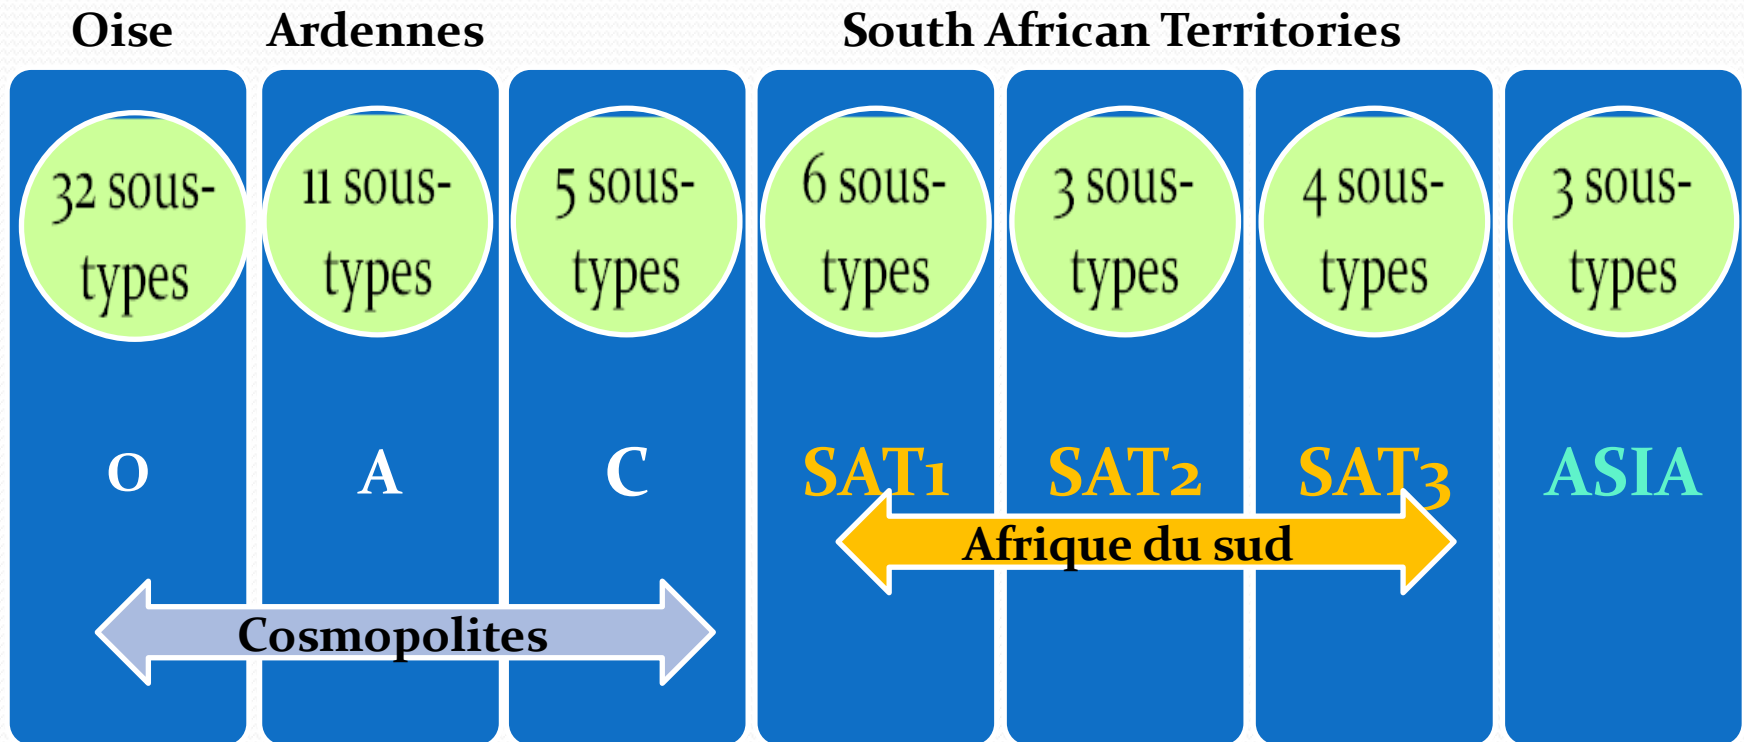 Oise
Ardennes
South African Territories
32 sous-
types
11 sous-
types
5 sous-
types
6 sous-
types
3 sous-
types
4 sous-
types
3 sous-
types
O
A
C
SAT1
SAT2
SAT3
ASIA
Afrique du sud
Cosmopolites